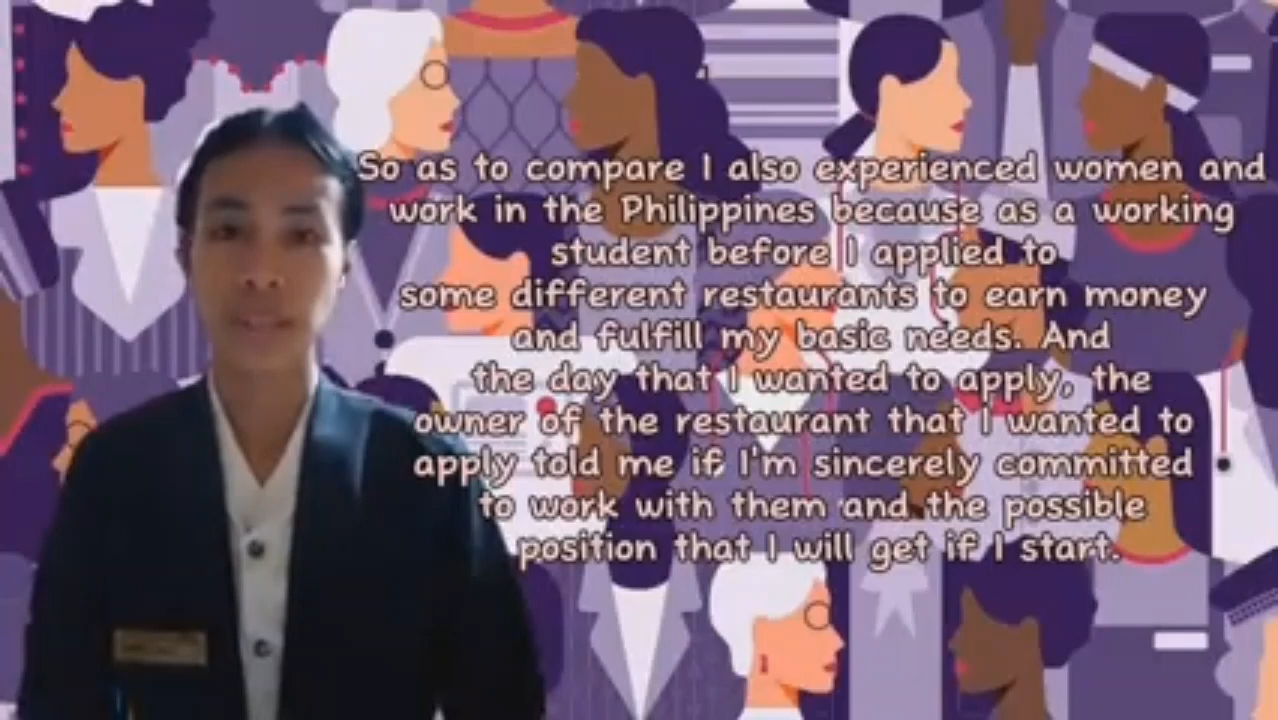 So as to compare I also experienced women and
work in the Philippines because as a working
student before I applied to
some different restaurants to earn money
and fulfill my basic needs. And
the day that I wanted to apply, the
owner of the restaurant that I wanted to
apply told me if I'm sincerely committed
to work with them and the possible
position that I will get if I start.